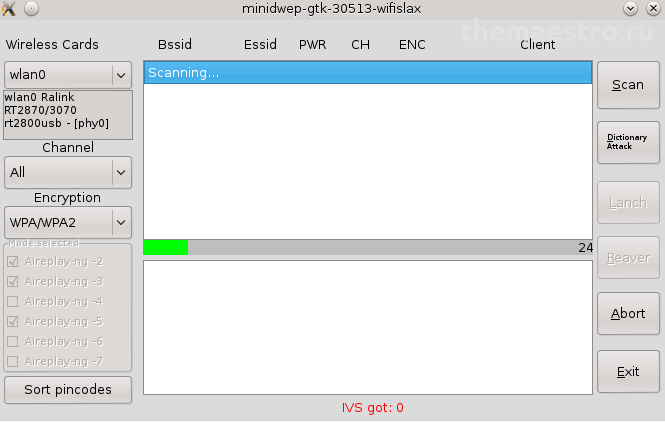 minidwep-gtk-30513-wifislax
themaestro.ru
Wireless Cards
Bssid Essid PWR CH ENC Client
wlan0
wlan0 Ralink
RT2870/3070
rt2800usb - [phy0]
Channel
All
Encryption
WPA/WPA2
Mode selected
Aireplay-ng -2
Aireplay-ng -3
Aireplay-ng -4
Aireplay-ng -5
Aireplay-ng -6
Aireplay-ng -7
Sort pincodes
Scanning...
24
IVS got: 0
Scan
Dictionary
Attack
Lanch
Reaver
Abort
Exit